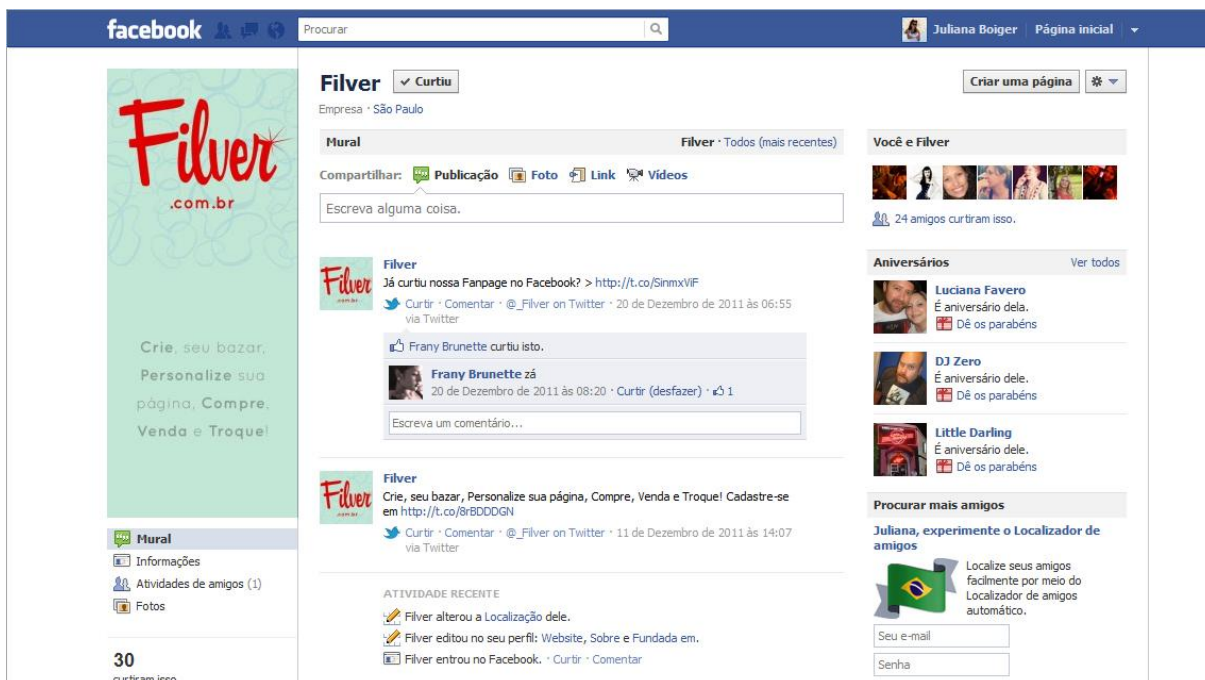 facebook
Procurar
Juliana Boiger
Página inicial
Filver
.com.br
Crie, seu bazar,
Personalize sua
página, Compre,
Venda e Troque!
Mural
Informações
Atividades de amigos (1)
Fotos
30
curtiram isso
Filver
Curtiu
Empresa · São Paulo
Criar uma página
Mural
Filver · Todos (mais recentes)
Compartilhar: Publicação Foto Link Vídeos
Escreva alguma coisa.
Filver
.com.br
Filver
Já curtiu nossa Fanpage no Facebook? > http://t.co/SinmxViF
Curtir · Comentar · @_Filver on Twitter · 20 de Dezembro de 2011 às 06:55
via Twitter
Frany Brunette curtiu isto.
Frany Brunette zá
20 de Dezembro de 2011 às 08:20 · Curtir (desfazer) · 1
Escreva um comentário...
Filver
.com.br
Filver
Crie, seu bazar, Personalize sua página, Compre, Venda e Troque! Cadastre-se
em http://t.co/8rBDDDGN
Curtir · Comentar · @_Filver on Twitter · 11 de Dezembro de 2011 às 14:07
via Twitter
ATIVIDADE RECENTE
Filver alterou a Localização dele.
Filver editou no seu perfil: Website, Sobre e Fundada em.
Filver entrou no Facebook. · Curtir · Comentar
Você e Filver
24 amigos curtiram isso.
Aniversários
Ver todos
Luciana Favero
É aniversário dela.
Dê os parabéns
DJ Zero
É aniversário dele.
Dê os parabéns
Little Darling
É aniversário dele.
Dê os parabéns
Procurar mais amigos
Juliana, experimente o Localizador de
amigos
Localize seus amigos
facilmente por meio do
Localizador de amigos
automático.
Seu e-mail
Senha